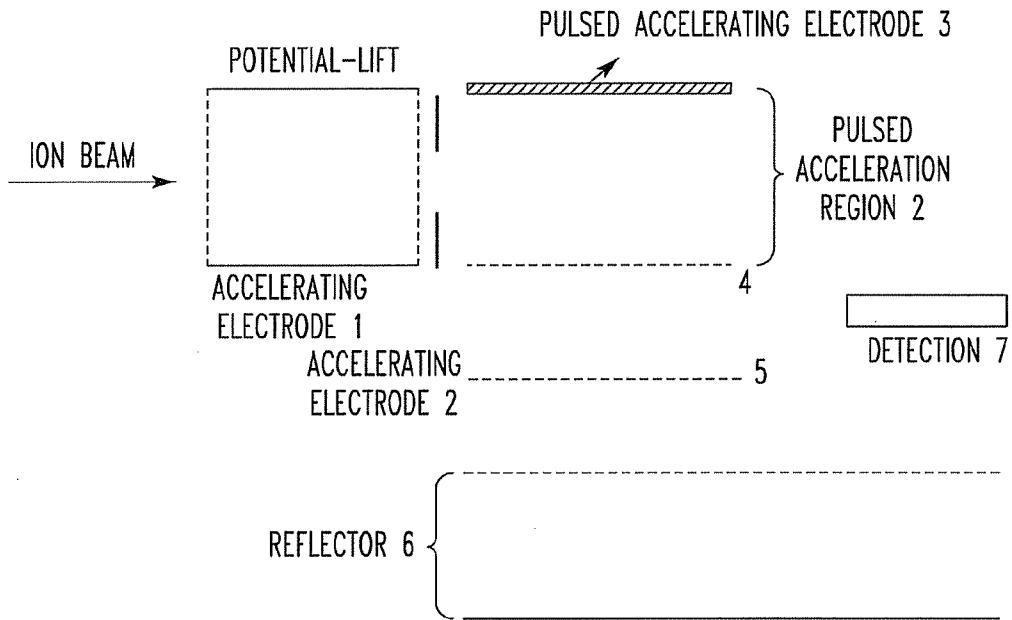 PULSED ACCELERATING ELECTRODE 3
POTENTIAL-LIFT
ION BEAM
PULSED
ACCELERATION
REGION 2
ACCELERATING
ELECTRODE 1
4
DETECTION 7
ACCELERATING
ELECTRODE 2
5
REFLECTOR 6